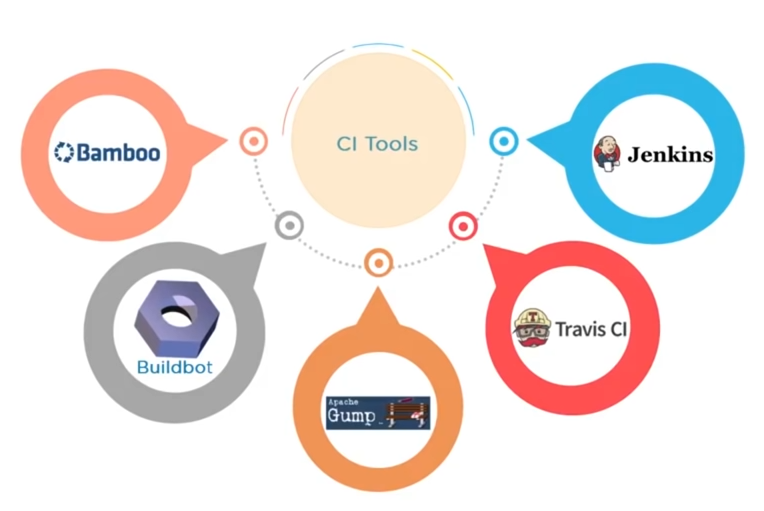 CI Tools
Bamboo
Jenkins
Buildbot
Travis CI
Apache
Gump